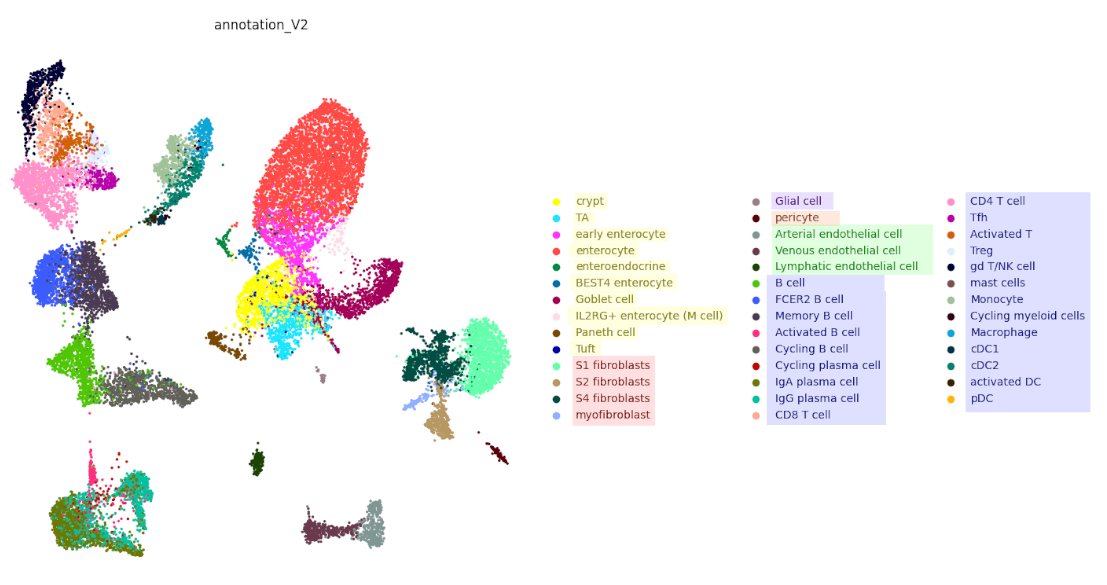 annotation_V2
crypt
TA
early enterocyte
enterocyte
enteroendocrine
BEST4 enterocyte
Goblet cell
IL2RG+ enterocyte (M cell)
Paneth cell
Tuft
S1 fibroblasts
S2 fibroblasts
S4 fibroblasts
myofibroblast
Glial cell
pericyte
Arterial endothelial cell
Venous endothelial cell
Lymphatic endothelial cell
B cell
FCER2 B cell
Memory B cell
Activated B cell
Cycling B cell
Cycling plasma cell
IgA plasma cell
IgG plasma cell
CD8 T cell
CD4 T cell
Tfh
Activated T
Treg
gd T/NK cell
mast cells
Monocyte
Cycling myeloid cells
Macrophage
cDC1
cDC2
activated DC
pDC